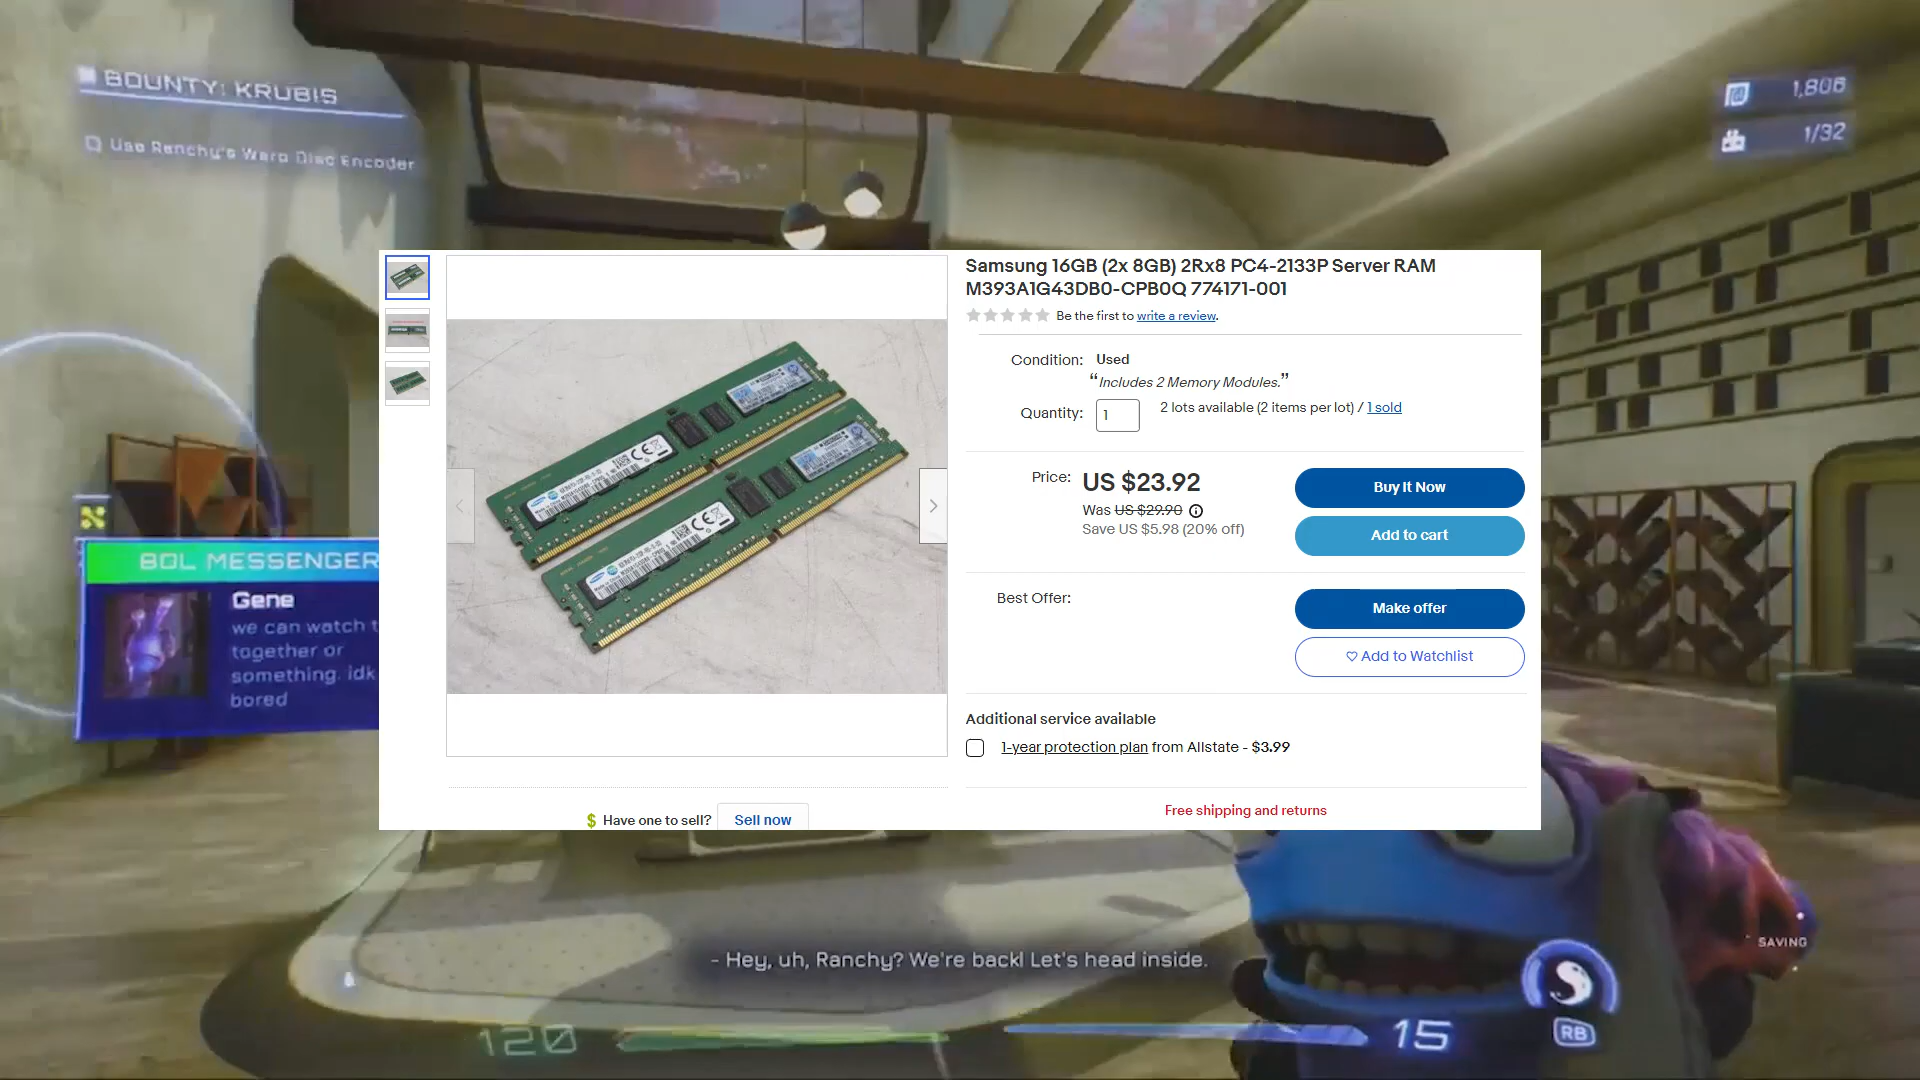 BOUNTY: KRUBIS
Use Ranchy's Warp Disc Encoder
1,806
1/32
Samsung 16GB (2x 8GB) 2Rx8 PC4-2133P Server RAM
M393A1G43DB0-CPB0Q 774171-001
Be the first to write a review.
Condition: Used
“Includes 2 Memory Modules.”
Quantity: 1 2 lots available (2 items per lot) / 1 sold
Price: US $23.92
Was US $29.90
Save US $5.98 (20% off)
Buy It Now
Add to cart
Best Offer:
Make offer
Add to Watchlist
Additional service available
1-year protection plan from Allstate - $3.99
Free shipping and returns
$ Have one to sell? Sell now
BOL MESSENGER
Gene
we can watch t
together or
something. idk
bored
SAVING
- Hey, uh, Ranchy? We're back! Let's head inside.
120
15
RB